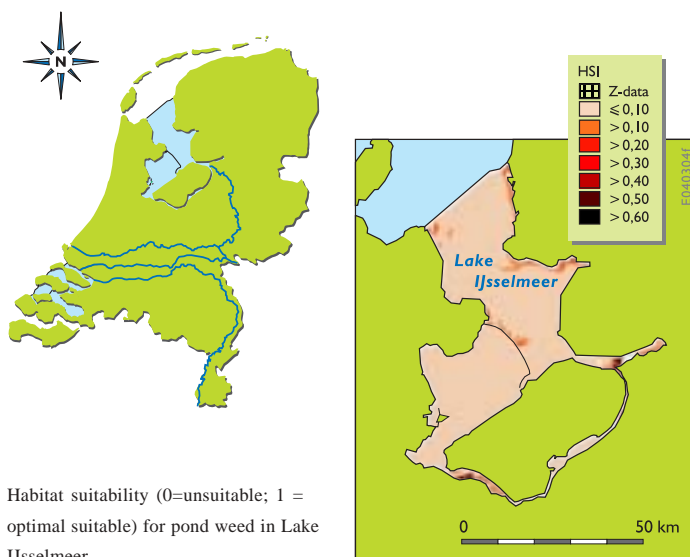 N
HSI
Z-data
≤ 0,10
> 0,10
> 0,20
> 0,30
> 0,40
> 0,50
> 0,60
E040304f
Lake
IJsselmeer
0 50 km
Habitat suitability (0=unsuitable; 1 =
optimal suitable) for pond weed in Lake
IJsselmeer